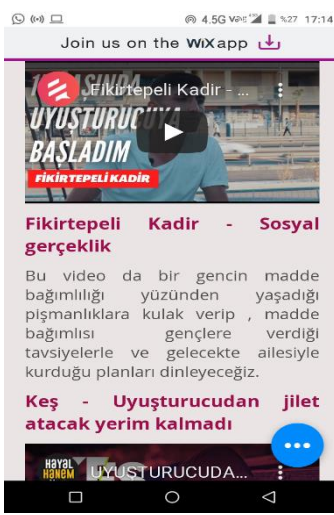 4.5G %27 17:14
Join us on the WiX app
Fikirtepeli Kadir - ...
UYUŞTURUCUYA
BAŞLADIM
FİKİRTEPELİ KADİR
Fikirtepeli Kadir - Sosyal
gerçeklik
Bu video da bir gencin madde
bağımlılığı yüzünden yaşadığı
pişmanlıklara kulak verip , madde
bağımlısı gençlere verdiği
tavsiyelerle ve gelecekte ailesiyle
kurduğu planları dinleyeceğiz.
Keş - Uyuşturucudan jilet
atacak yerim kalmadı
HAYAL
HANEM
UYUŞTURUCUDA...